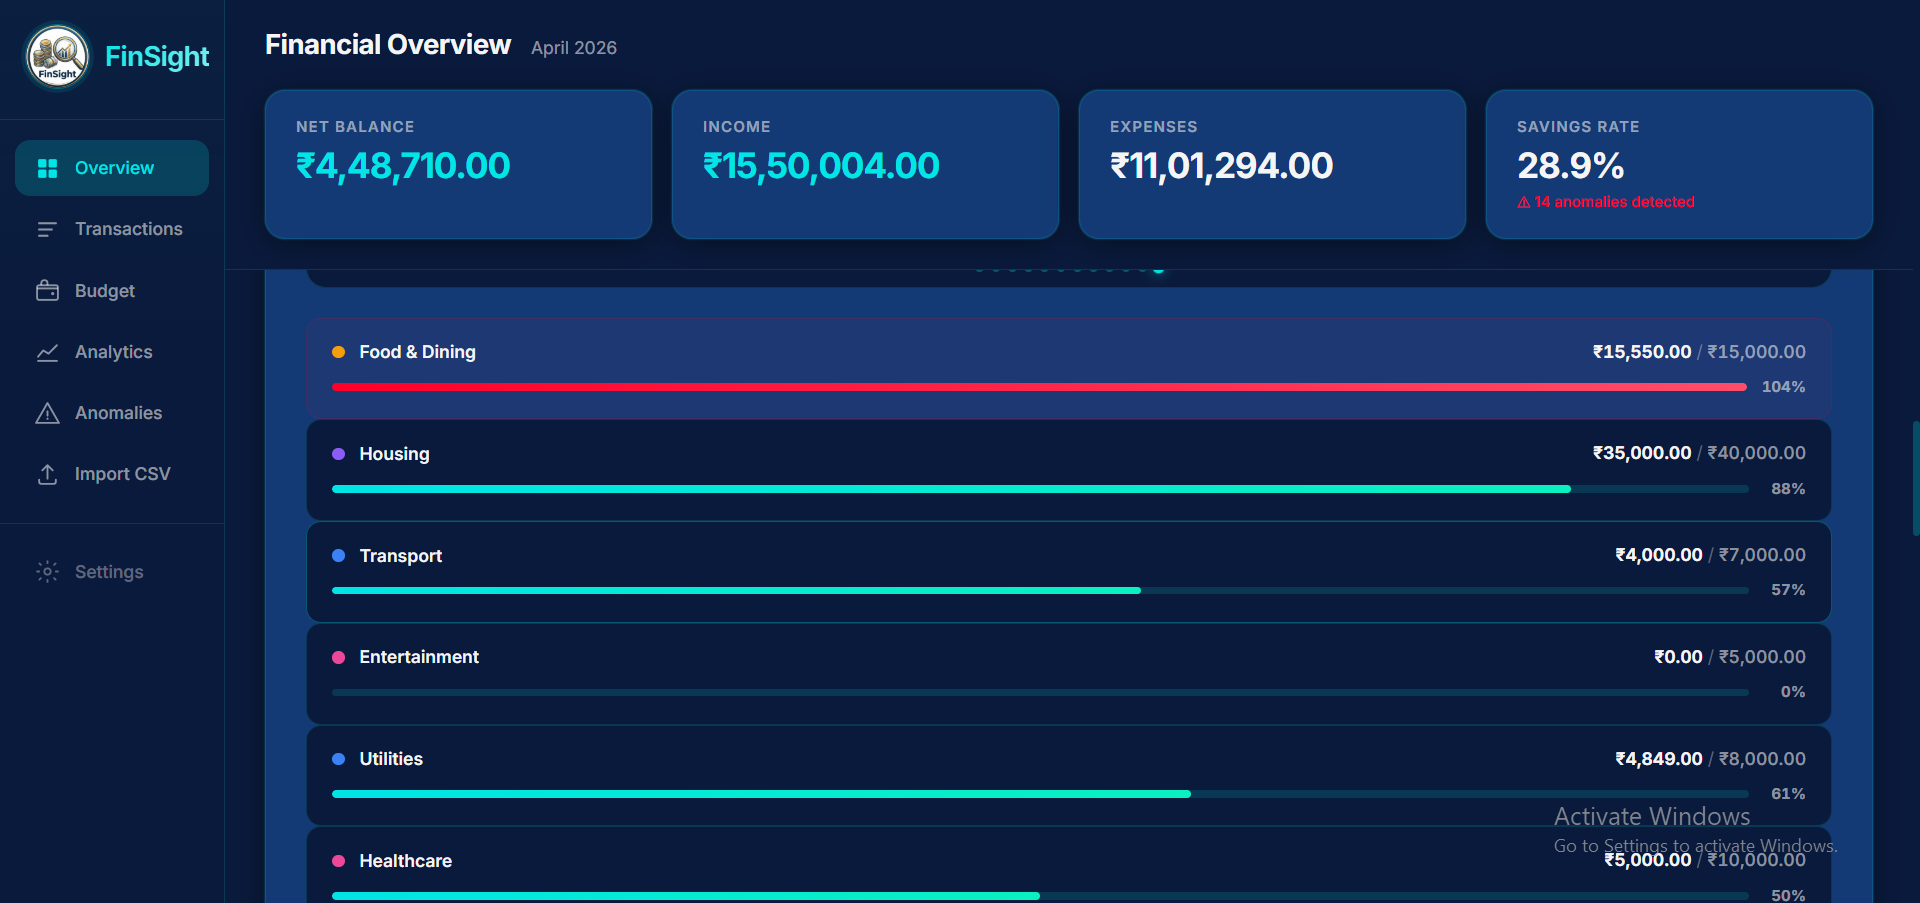 FinSight
FinSight
Overview
Transactions
Budget
Analytics
Anomalies
Import CSV
Settings
Financial Overview April 2026
NET BALANCE
₹4,48,710.00
INCOME
₹15,50,004.00
EXPENSES
₹11,01,294.00
SAVINGS RATE
28.9%
⚠ 14 anomalies detected
Food & Dining ₹15,550.00 / ₹15,000.00
104%
Housing ₹35,000.00 / ₹40,000.00
88%
Transport ₹4,000.00 / ₹7,000.00
57%
Entertainment ₹0.00 / ₹5,000.00
0%
Utilities ₹4,849.00 / ₹8,000.00
61%
Healthcare ₹5,000.00 / ₹10,000.00
50%
Activate Windows
Go to Settings to activate Windows.